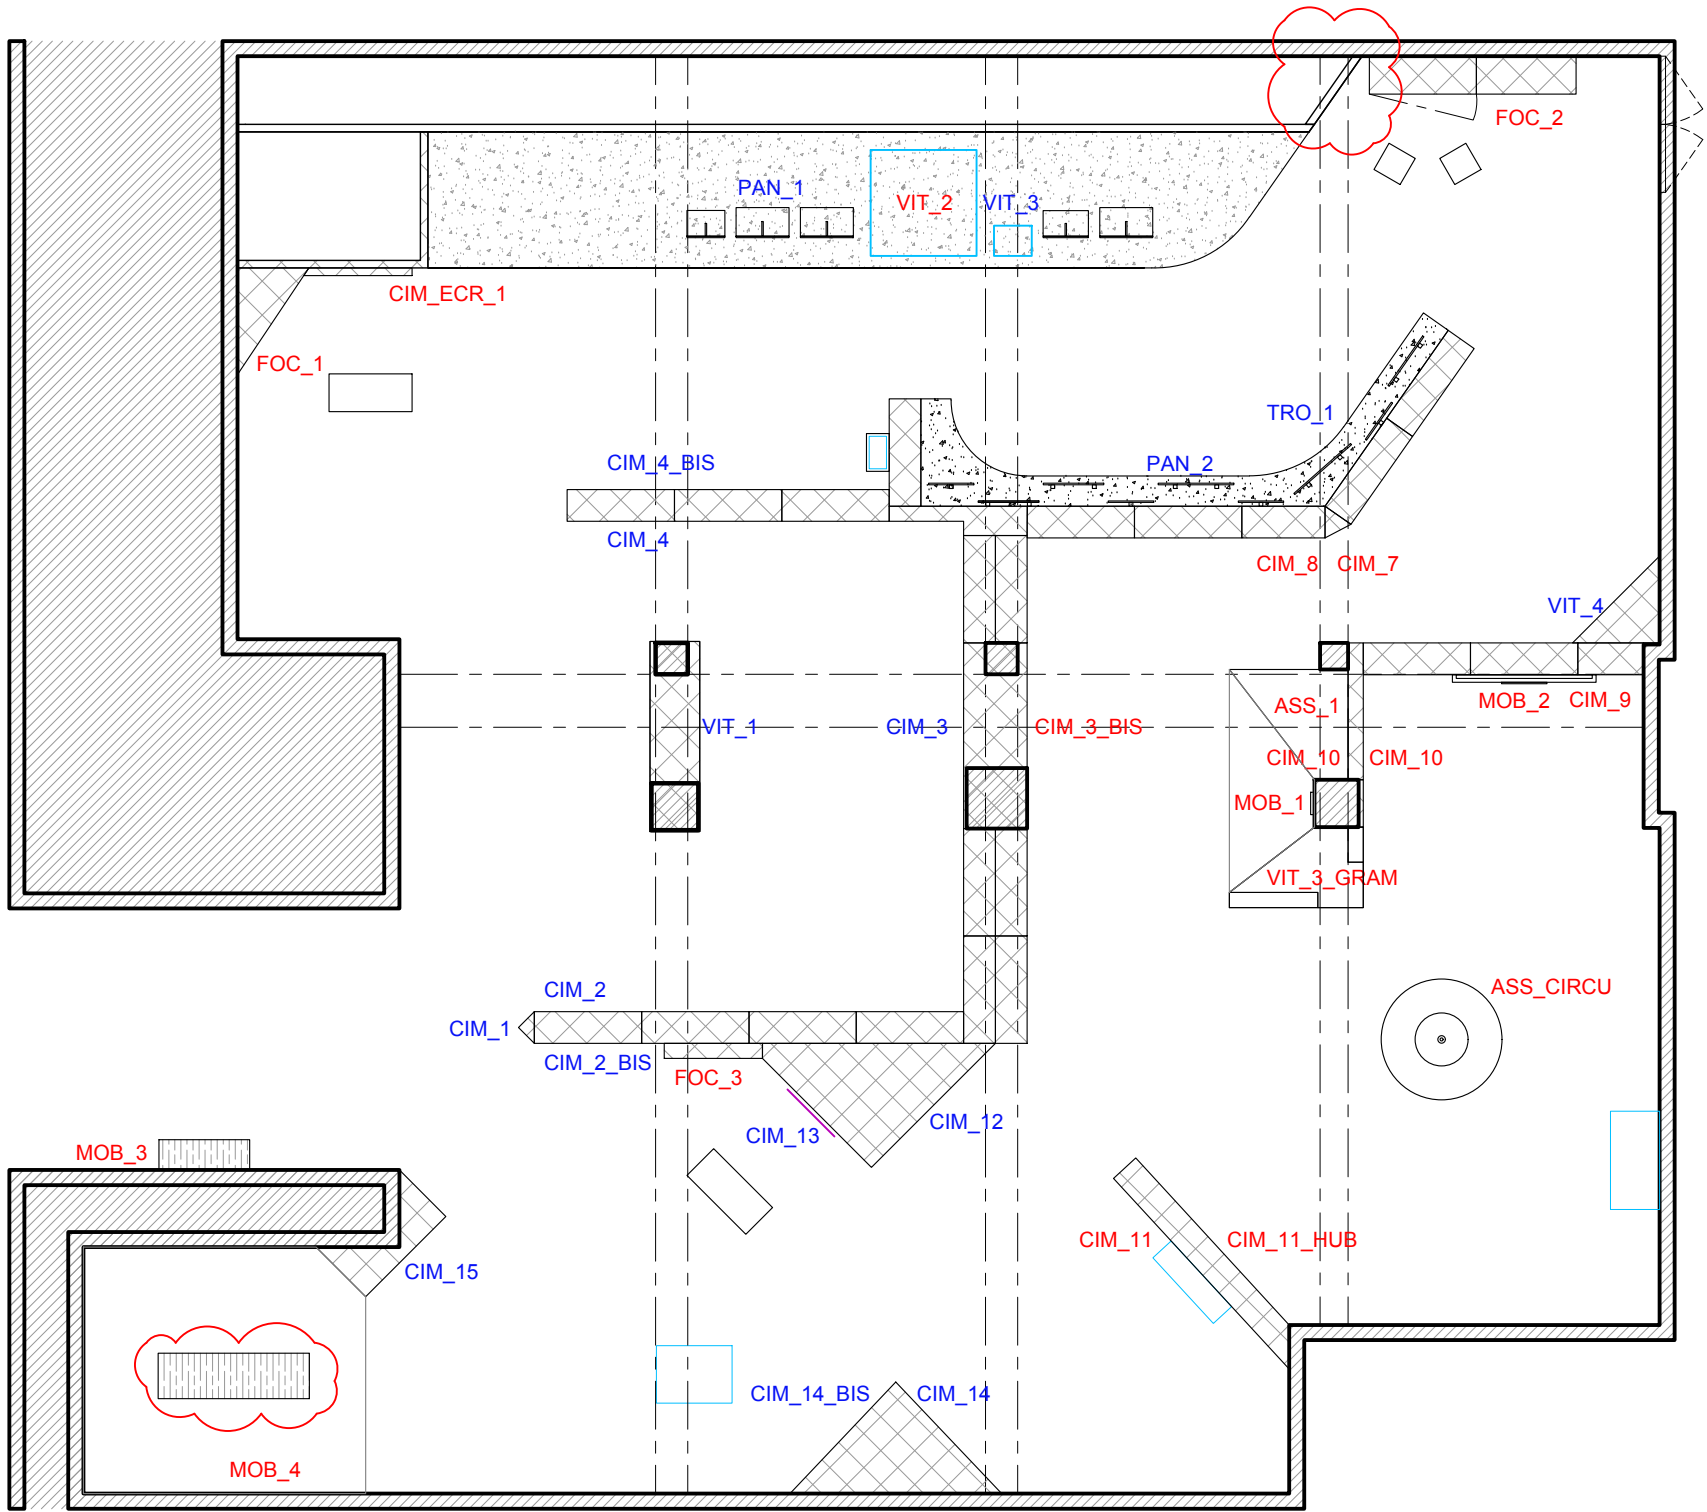 FOC_2
PAN_1
VIT_2
VIT_3
CIM_ECR_1
FOC_1
TRO_1
CIM_4_BIS
PAN_2
CIM_4
CIM_8
CIM_7
VIT_4
MOB_2
CIM_9
ASS_1
VIT_1
CIM_3
CIM_3_BIS
CIM_10
CIM_10
MOB_1
VIT_3_GRAM
CIM_2
ASS_CIRCU
CIM_1
CIM_2_BIS
FOC_3
CIM_12
CIM_13
MOB_3
CIM_11
CIM_11_HUB
CIM_15
CIM_14_BIS
CIM_14
MOB_4